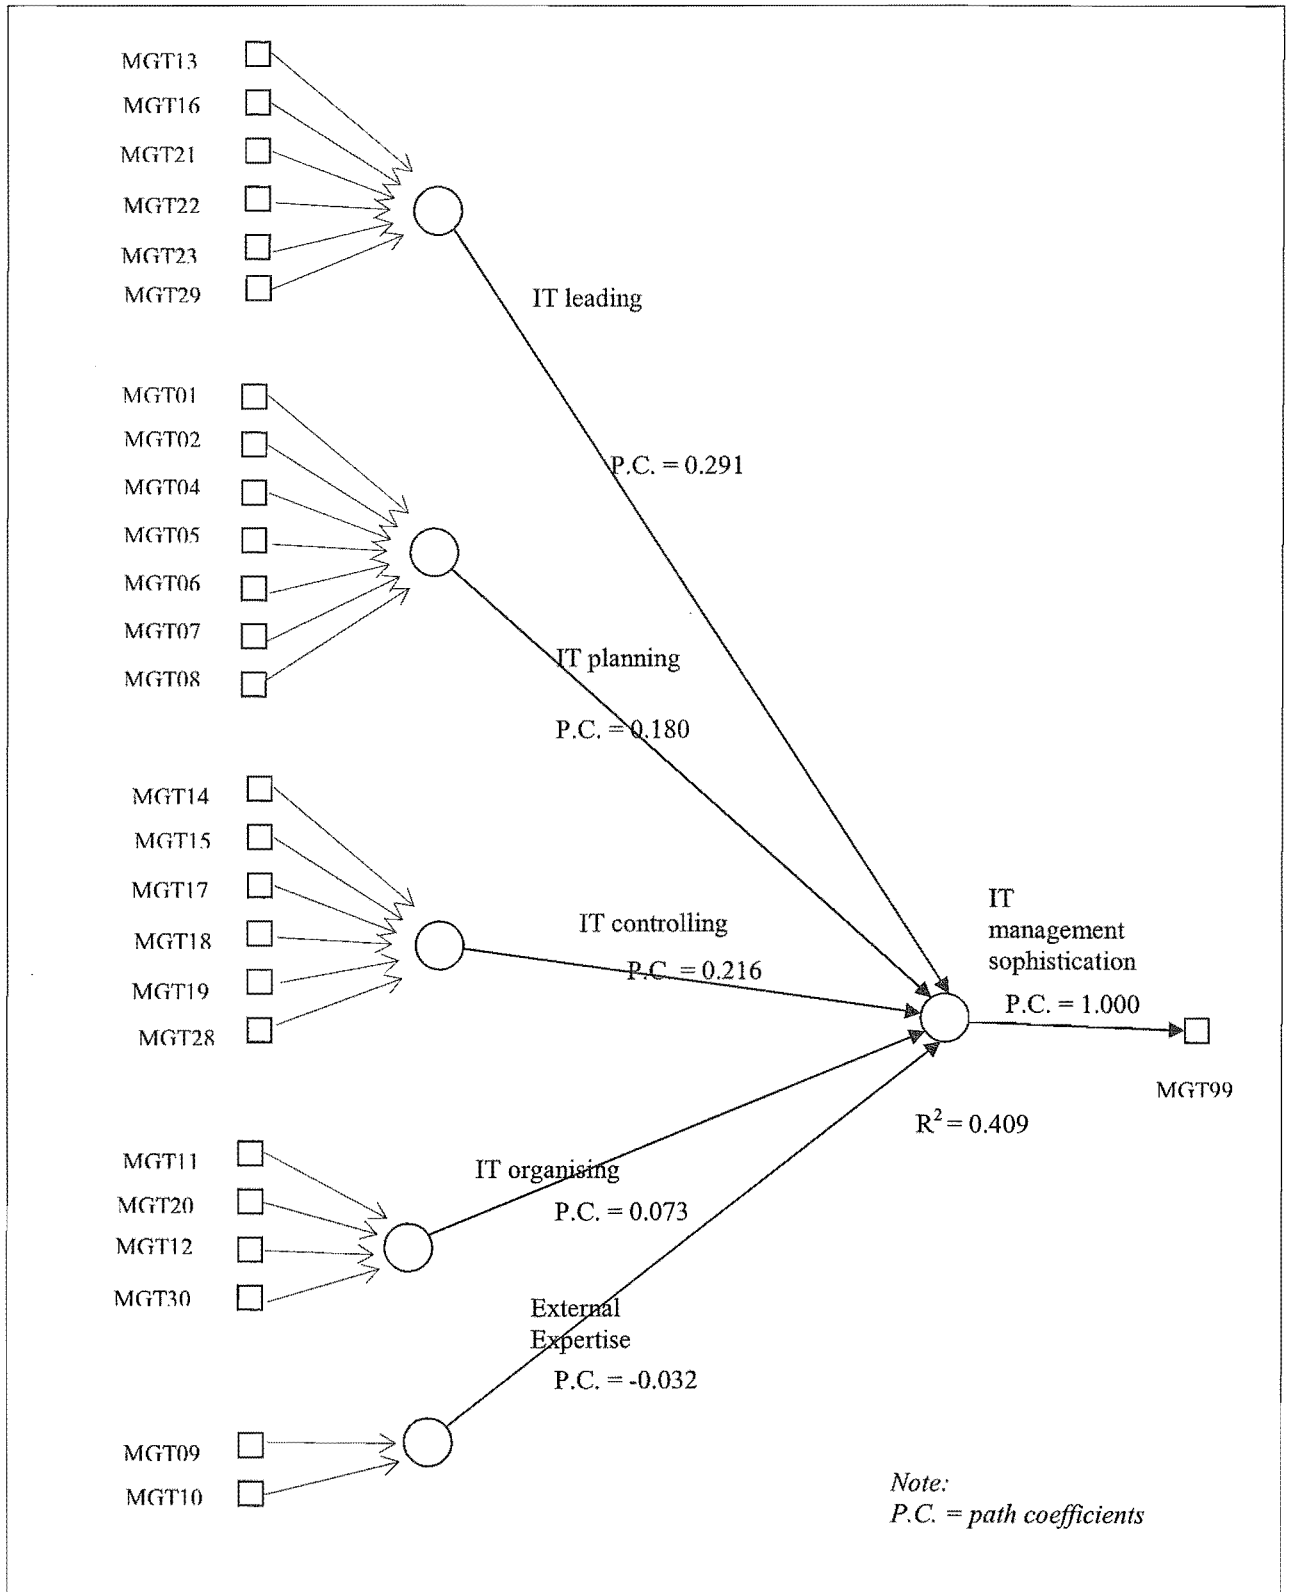 MGT13
MGT16
MGT21
MGT22
MGT23
MGT29
IT leading
P.C. = 0.291
MGT01
MGT02
MGT04
MGT05
MGT06
MGT07
MGT08
IT planning
P.C. = 0.180
MGT14
MGT15
MGT17
MGT18
MGT19
MGT28
IT controlling
P.C. = 0.216
IT
management
sophistication
P.C. = 1.000
MGT99
R² = 0.409
MGT11
MGT20
MGT12
MGT30
IT organising
P.C. = 0.073
External
Expertise
P.C. = -0.032
MGT09
MGT10
Note:
P.C. = path coefficients